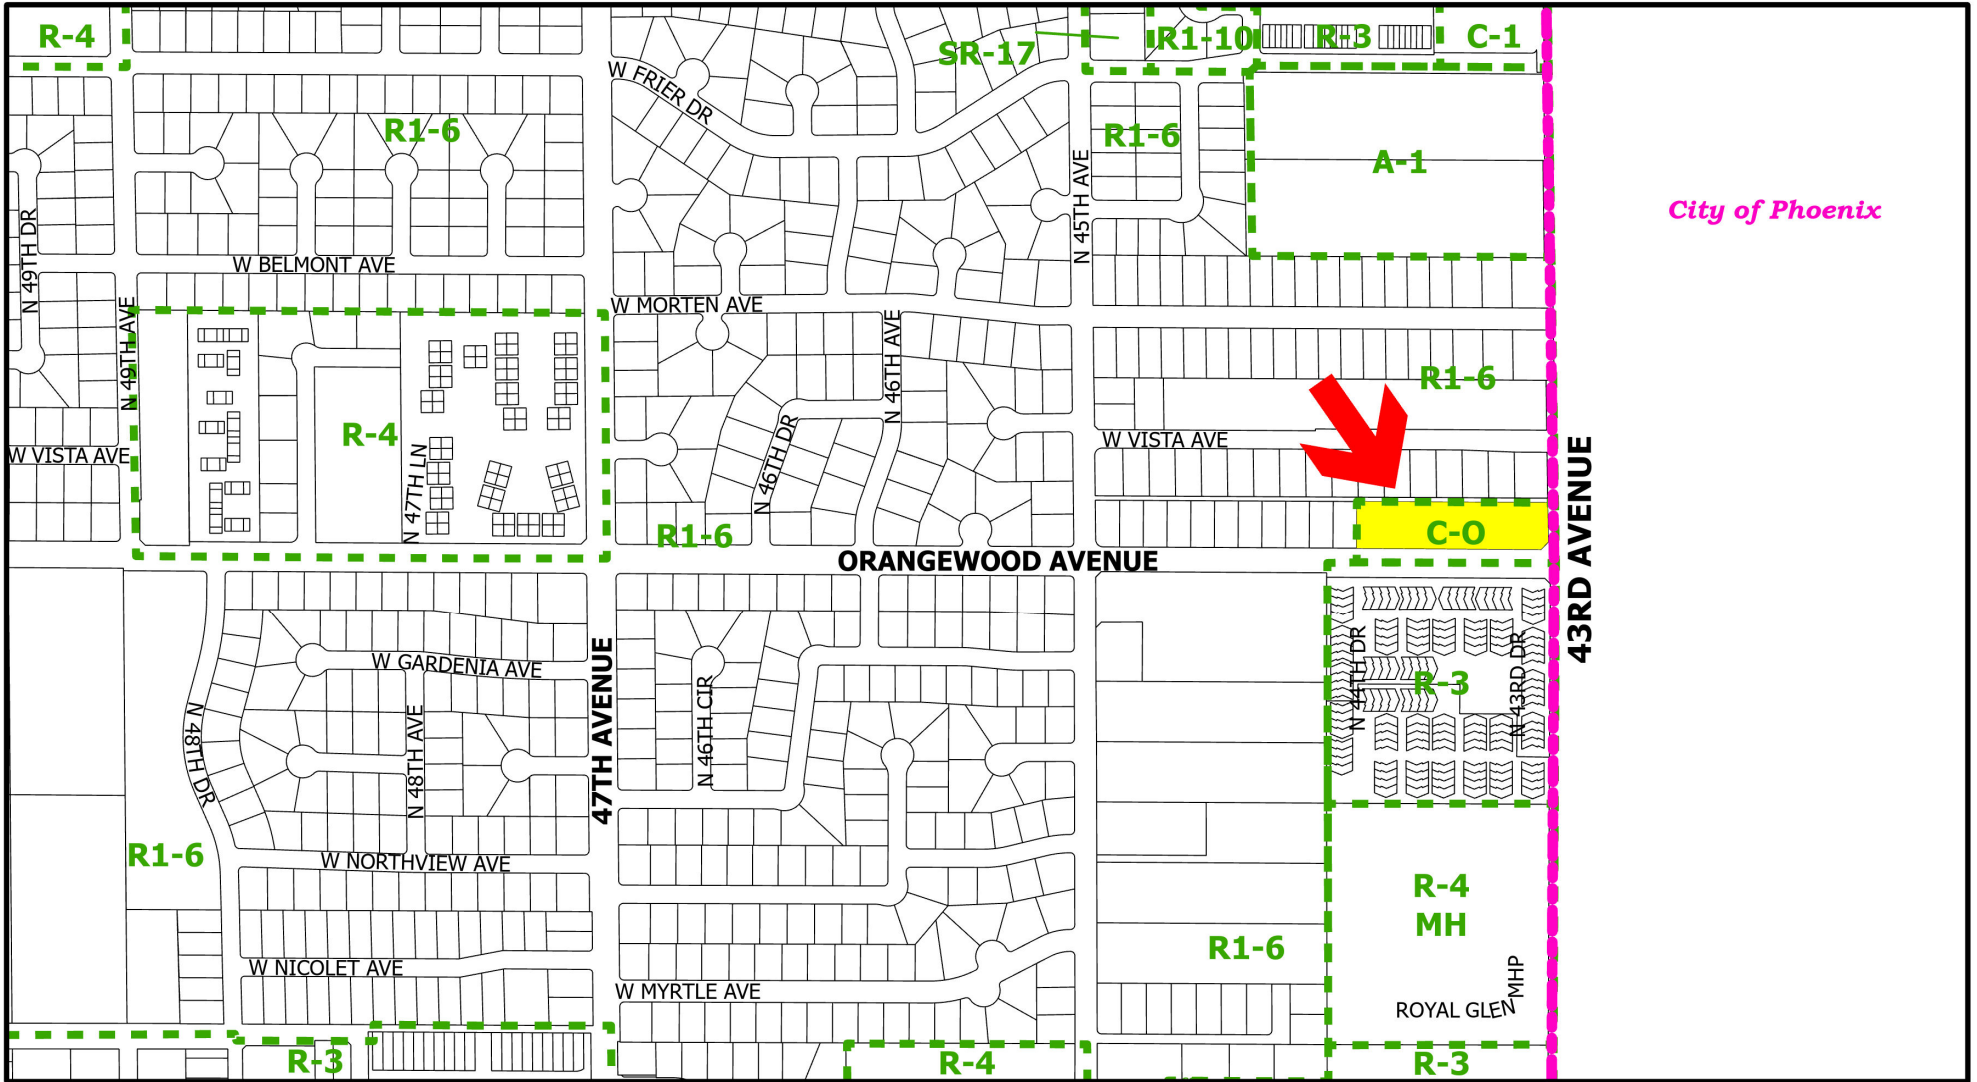 R-4
SR-17
R1-10
R-3
C-1
W FRIER DR
R1-6
R1-6
A-1
N 45TH AVE
City of Phoenix
N 49TH DR
W BELMONT AVE
W MORTEN AVE
N 49TH AVE
N 46TH AVE
R1-6
R-4
W VISTA AVE
W VISTA AVE
N 47TH LN
N 46TH DR
R1-6
C-O
ORANGEWOOD AVENUE
43RD AVENUE
W GARDENIA AVE
47TH AVENUE
N 46TH CIR
N 44TH DR
R-3
N 43RD DR
N 48TH DR
N 48TH AVE
R1-6
W NORTHVIEW AVE
R-4
MH
R1-6
W NICOLET AVE
W MYRTLE AVE
MHP
ROYAL GLEN
R-3
R-4
R-3